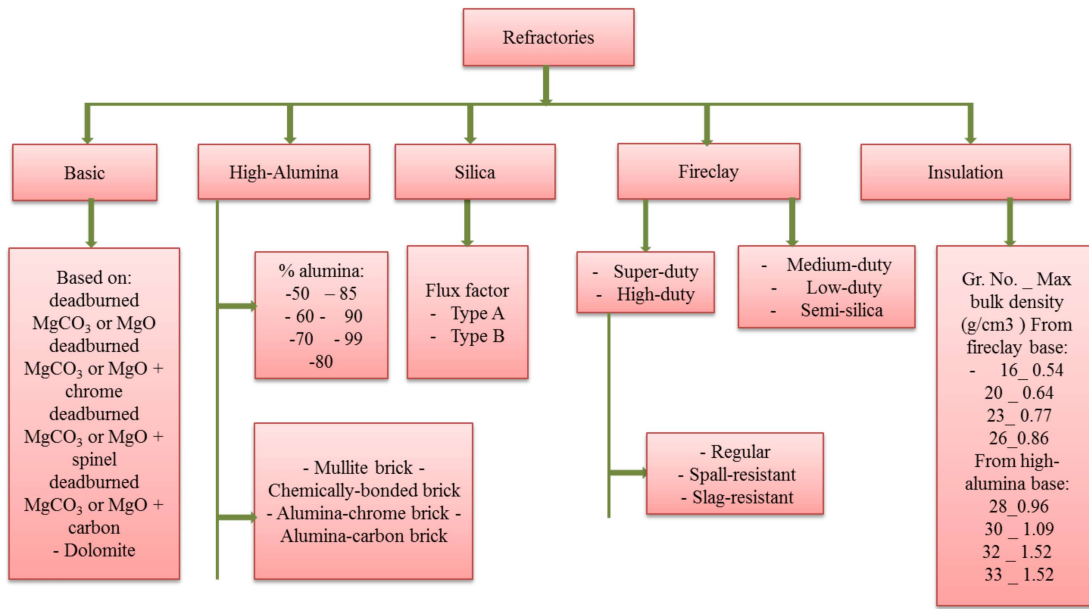 Refractories
Basic
High-Alumina
Silica
Fireclay
Insulation
Based on:
deadburned
MgCO₃ or MgO
deadburned
MgCO₃ or MgO +
chrome
deadburned
MgCO₃ or MgO +
spinel
deadburned
MgCO₃ or MgO +
carbon
- Dolomite
% alumina:
-50 – 85
- 60 - 90
-70 - 99
-80
- Mullite brick -
Chemically-bonded brick
- Alumina-chrome brick -
Alumina-carbon brick
Flux factor
- Type A
- Type B
- Super-duty
- High-duty
- Medium-duty
- Low-duty
- Semi-silica
- Regular
- Spall-resistant
- Slag-resistant
Gr. No. _ Max
bulk density
(g/cm3 ) From
fireclay base:
- 16_ 0.54
20 _ 0.64
23_ 0.77
26_0.86
From high-
alumina base:
28_0.96
30 _ 1.09
32 _ 1.52
33 _ 1.52